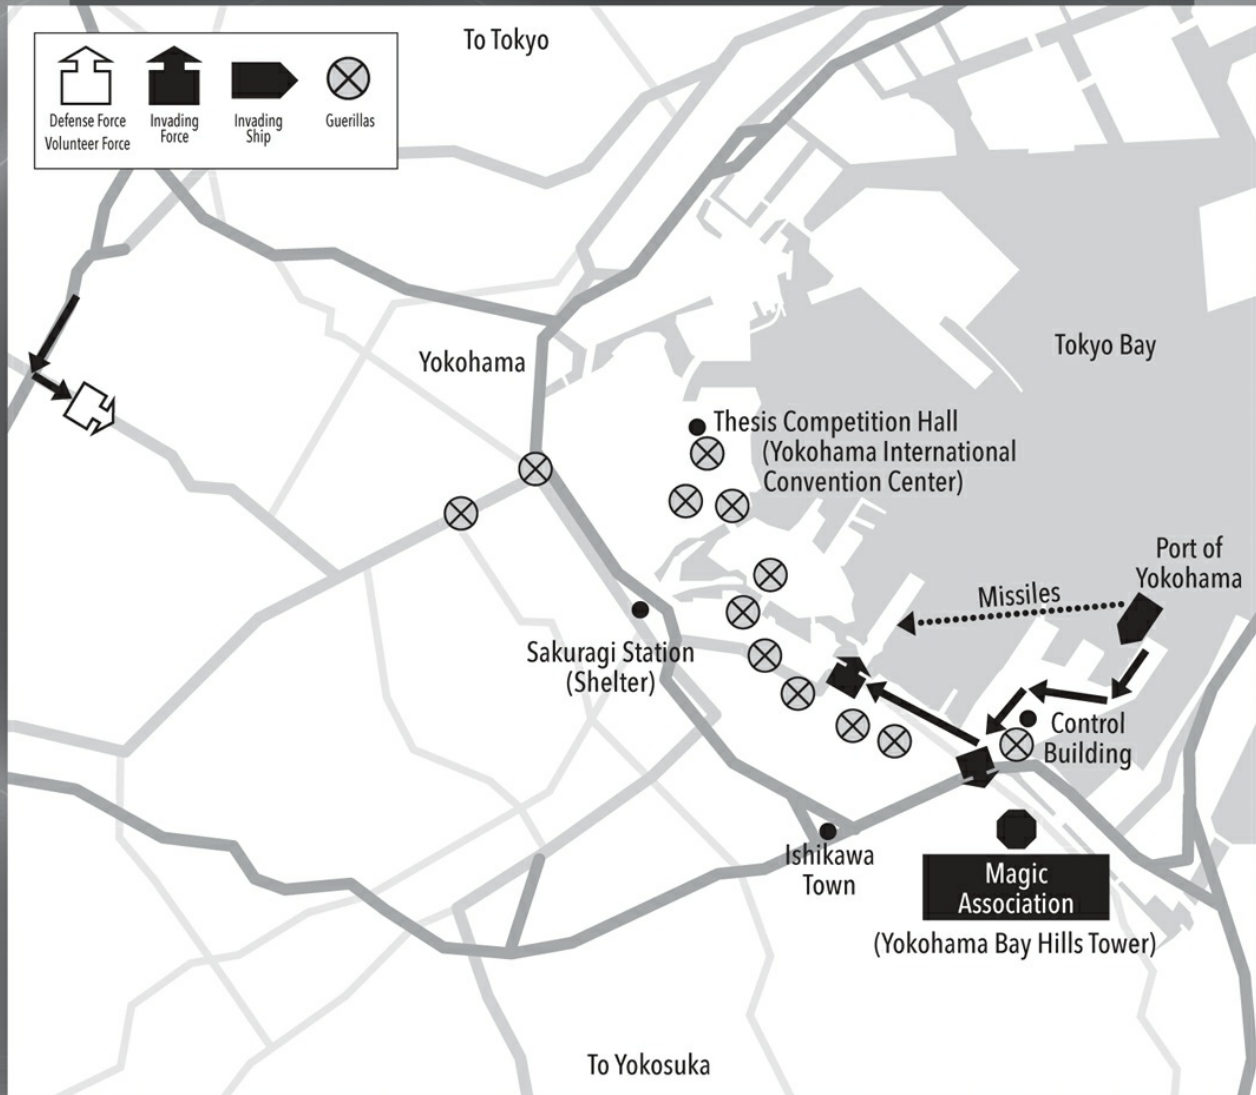 To Tokyo
Defense Force
Volunteer Force
Invading
Force
Invading
Ship
Guerillas
Yokohama
Tokyo Bay
Thesis Competition Hall
(Yokohama International
Convention Center)
Port of
Yokohama
Missiles
Sakuragi Station
(Shelter)
Control
Building
Ishikawa
Town
Magic
Association
(Yokohama Bay Hills Tower)
To Yokosuka